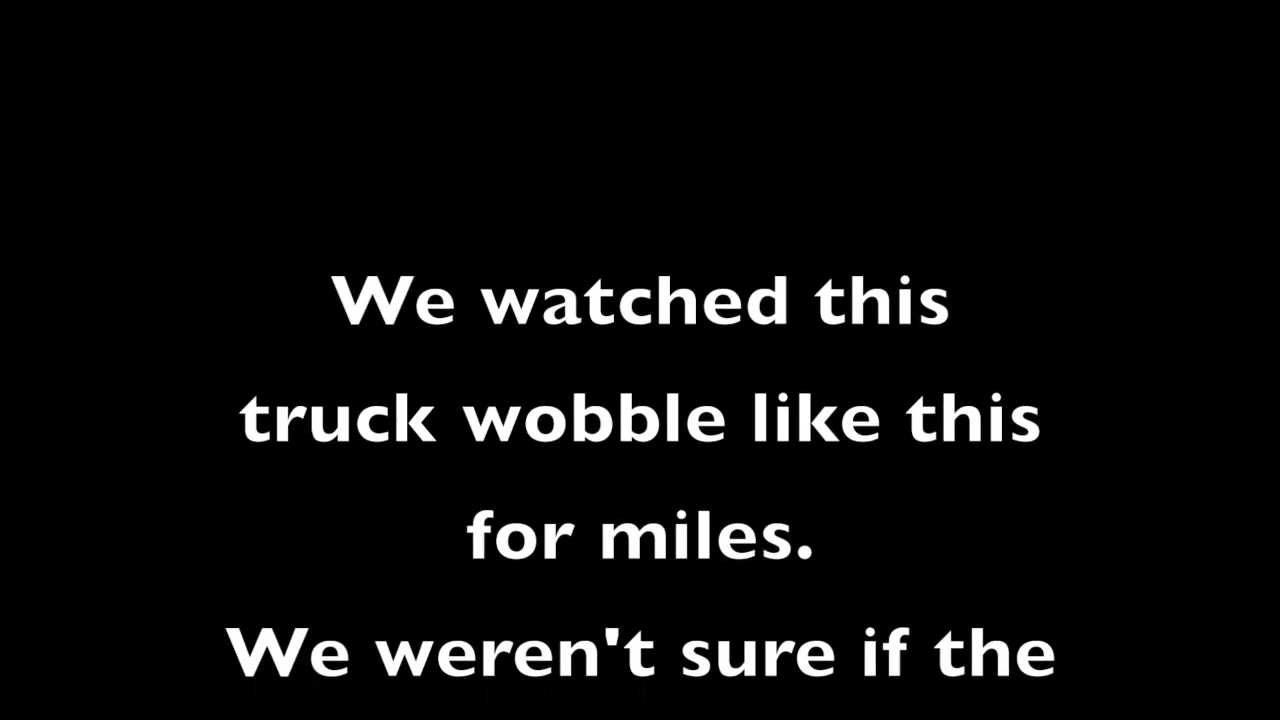 We watched this
truck wobble like this
for miles.
We weren't sure if the